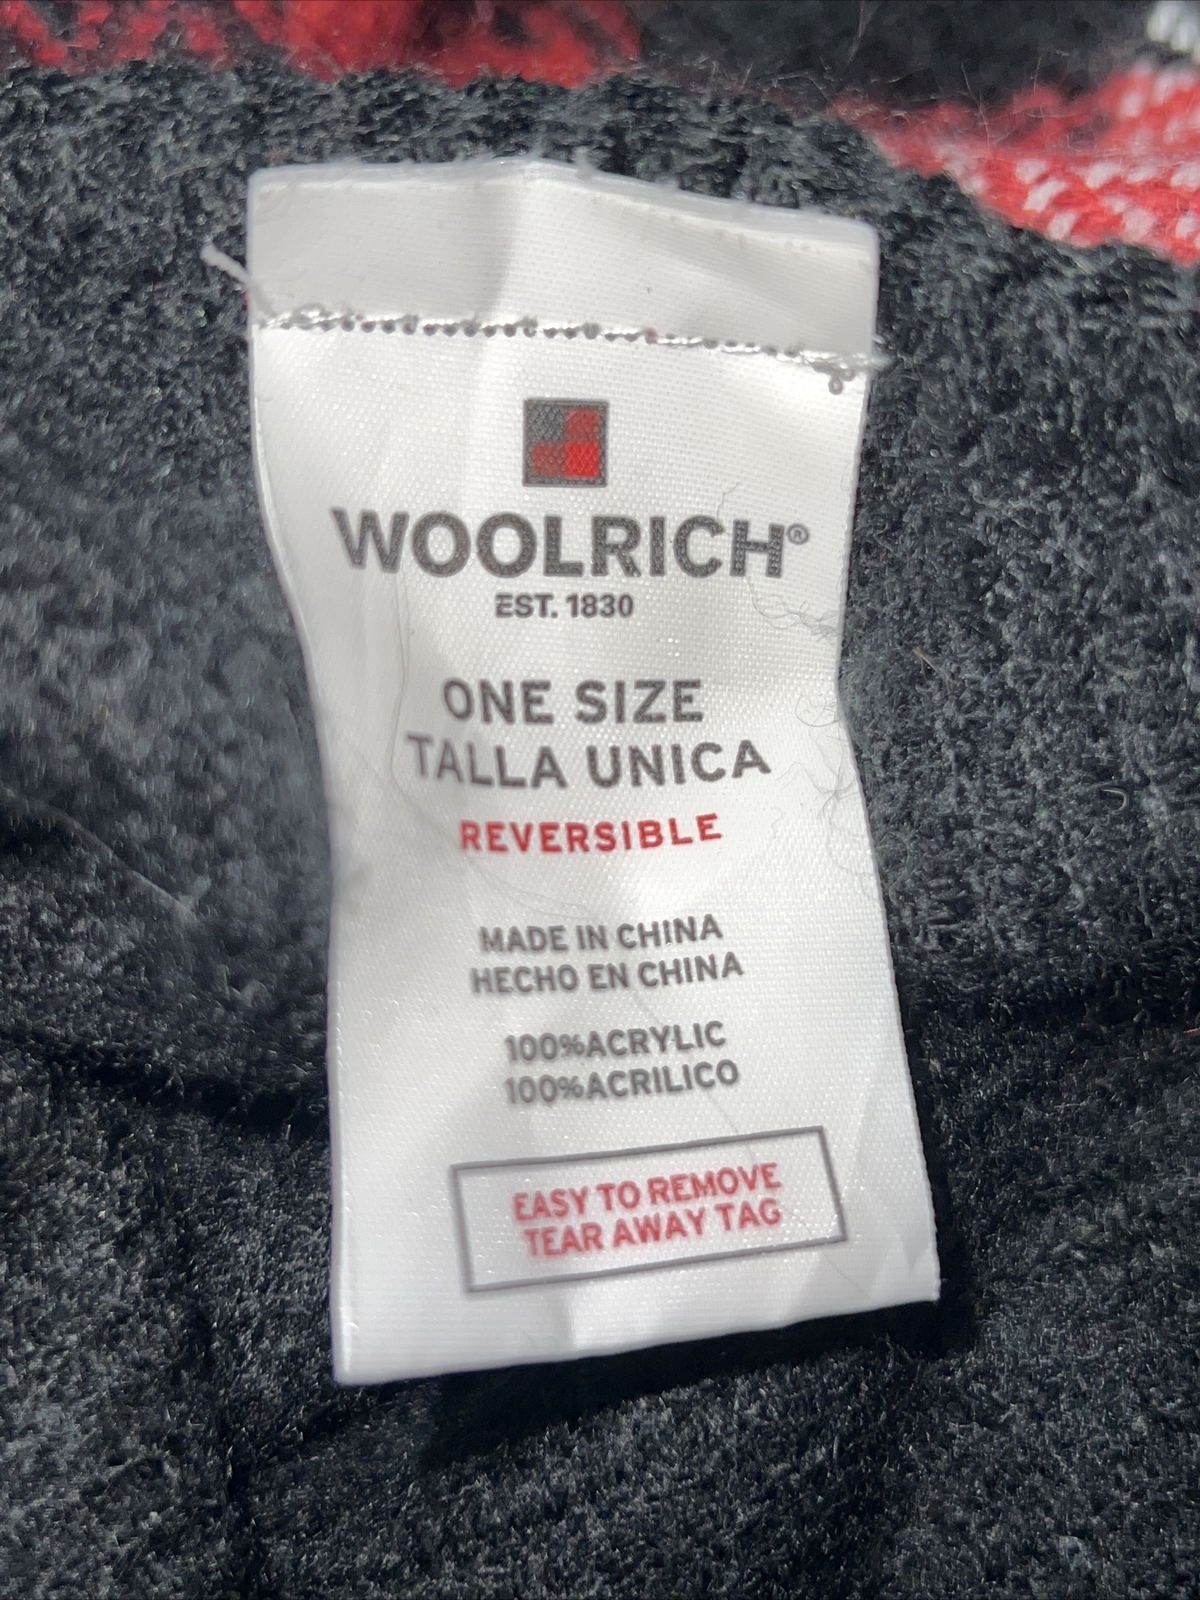 WOOLRICH®
EST. 1830
ONE SIZE
TALLA UNICA
REVERSIBLE
MADE IN CHINA
HECHO EN CHINA
100%ACRYLIC
100%ACRILICO
EASY TO REMOVE
TEAR AWAY TAG